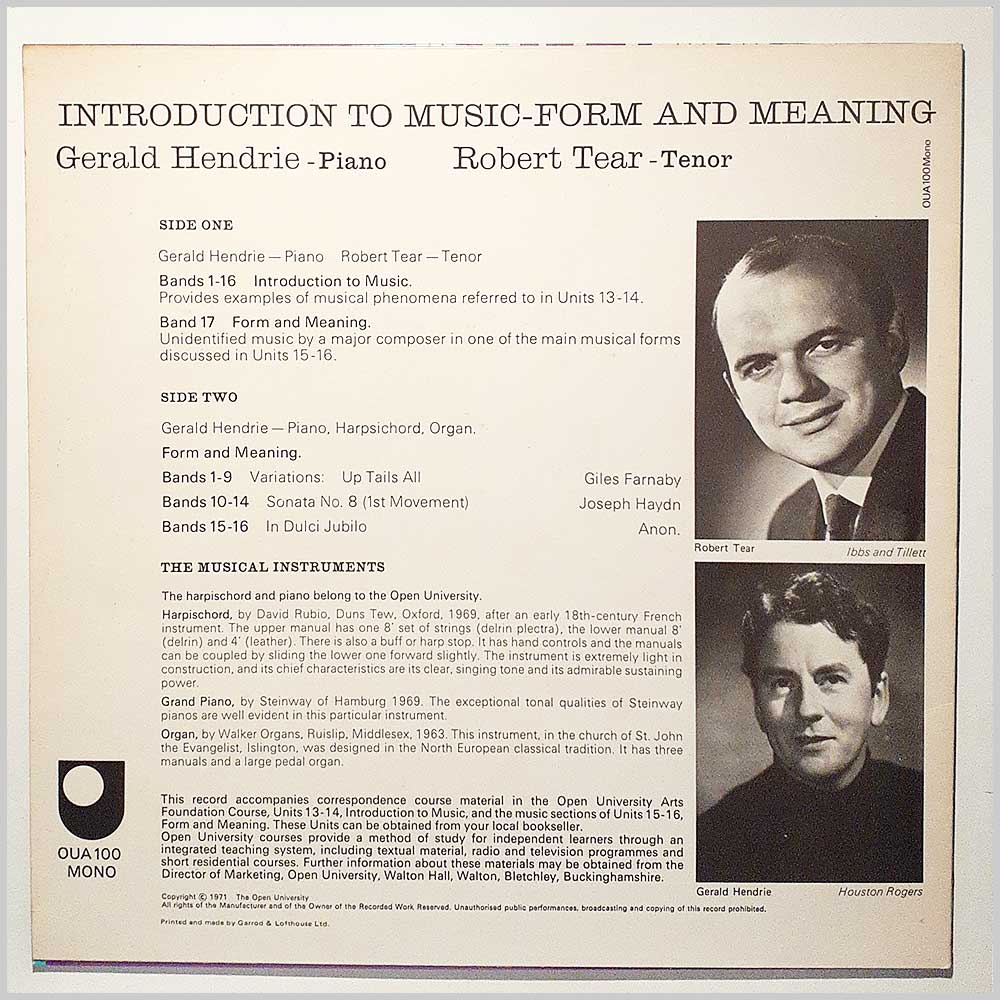 INTRODUCTION TO MUSIC-FORM AND MEANING
Gerald Hendrie - Piano Robert Tear - Tenor
OUA100 Mono
SIDE ONE
Gerald Hendrie — Piano Robert Tear — Tenor
Bands 1-16 Introduction to Music.
Provides examples of musical phenomena referred to in Units 13-14.
Band 17 Form and Meaning.
Unidentified music by a major composer in one of the main musical forms
discussed in Units 15-16.
SIDE TWO
Gerald Hendrie — Piano, Harpsichord, Organ.
Form and Meaning.
Bands 1-9 Variations: Up Tails All Giles Farnaby
Bands 10-14 Sonata No. 8 (1st Movement) Joseph Haydn
Bands 15-16 In Dulci Jubilo Anon.
Robert Tear Ibbs and Tillett
THE MUSICAL INSTRUMENTS
The harpischord and piano belong to the Open University.
Harpischord, by David Rubio, Duns Tew, Oxford, 1969, after an early 18th-century French
instrument. The upper manual has one 8' set of strings (delrin plectra), the lower manual 8'
(delrin) and 4' (leather). There is also a buff or harp stop. It has hand controls and the manuals
can be coupled by sliding the lower one forward slightly. The instrument is extremely light in
construction, and its chief characteristics are its clear, singing tone and its admirable sustaining
power.
Grand Piano, by Steinway of Hamburg 1969. The exceptional tonal qualities of Steinway
pianos are well evident in this particular instrument.
Organ, by Walker Organs, Ruislip, Middlesex, 1963. This instrument, in the church of St. John
the Evangelist, Islington, was designed in the North European classical tradition. It has three
manuals and a large pedal organ.
OUA100
MONO
This record accompanies correspondence course material in the Open University Arts
Foundation Course, Units 13-14, Introduction to Music, and the music sections of Units 15-16,
Form and Meaning. These Units can be obtained from your local bookseller.
Open University courses provide a method of study for independent learners through an
integrated teaching system, including textual material, radio and television programmes and
short residential courses. Further information about these materials may be obtained from the
Director of Marketing, Open University, Walton Hall, Walton, Bletchley, Buckinghamshire.
Gerald Hendrie Houston Rogers
Copyright © 1971 The Open University
All rights of the Manufacturer and of the Owner of the Recorded Work Reserved. Unauthorised public performances, broadcasting and copying of this record prohibited.
Printed and made by Garrod & Lofthouse Ltd.